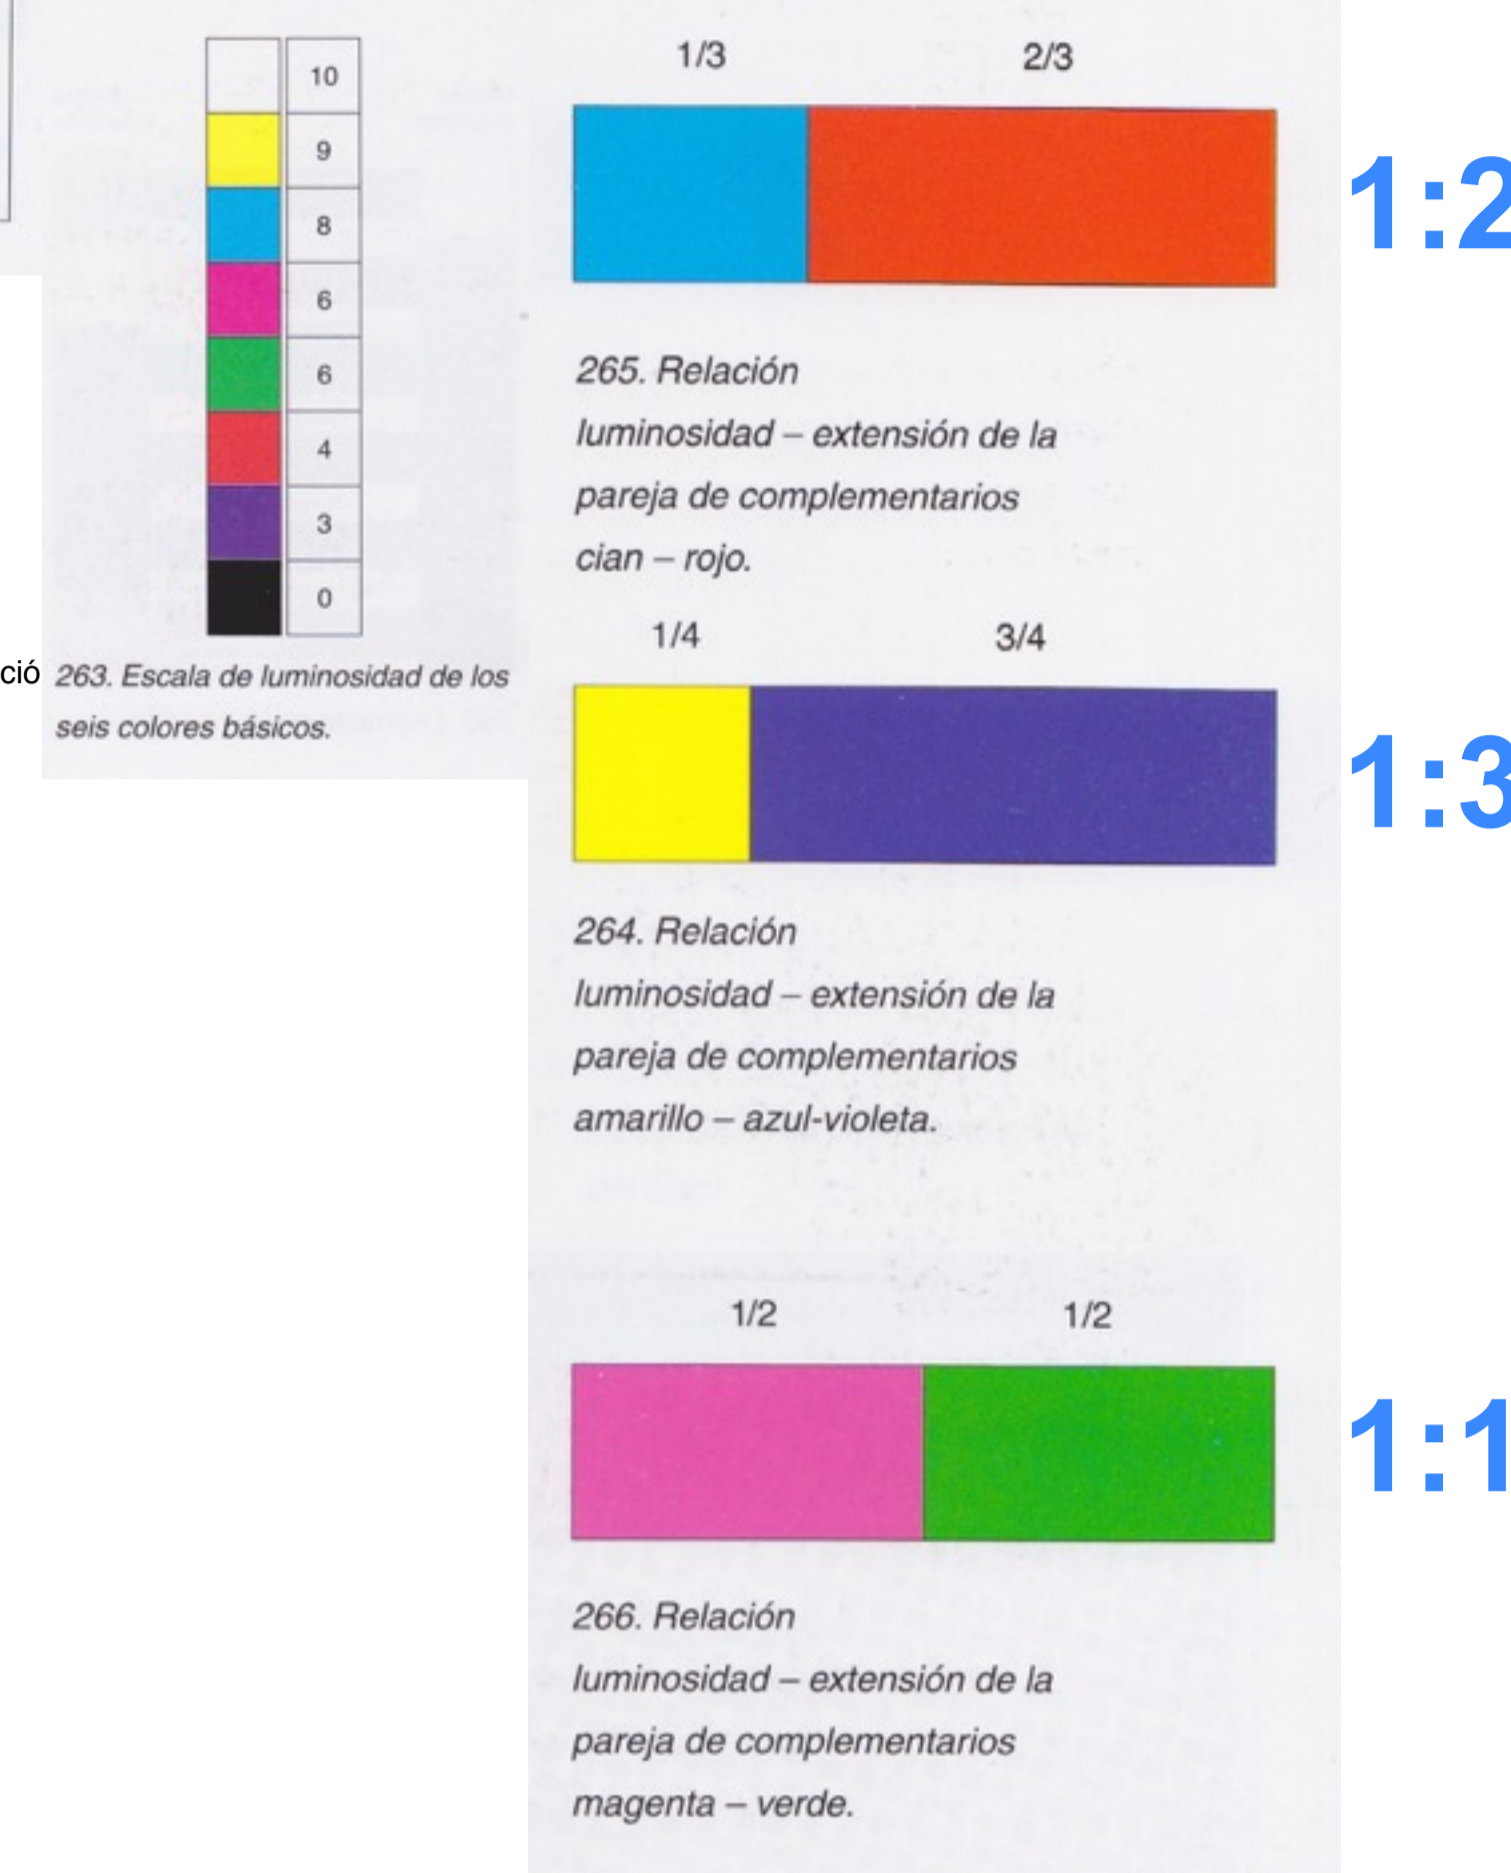 10
9
8
6
6
4
3
0
ció
263. Escala de luminosidad de los
seis colores básicos.
1/3 2/3
1:2
265. Relación
luminosidad – extensión de la
pareja de complementarios
cian – rojo.
1/4 3/4
1:3
264. Relación
luminosidad – extensión de la
pareja de complementarios
amarillo – azul-violeta.
1/2 1/2
1:1
266. Relación
luminosidad – extensión de la
pareja de complementarios
magenta – verde.